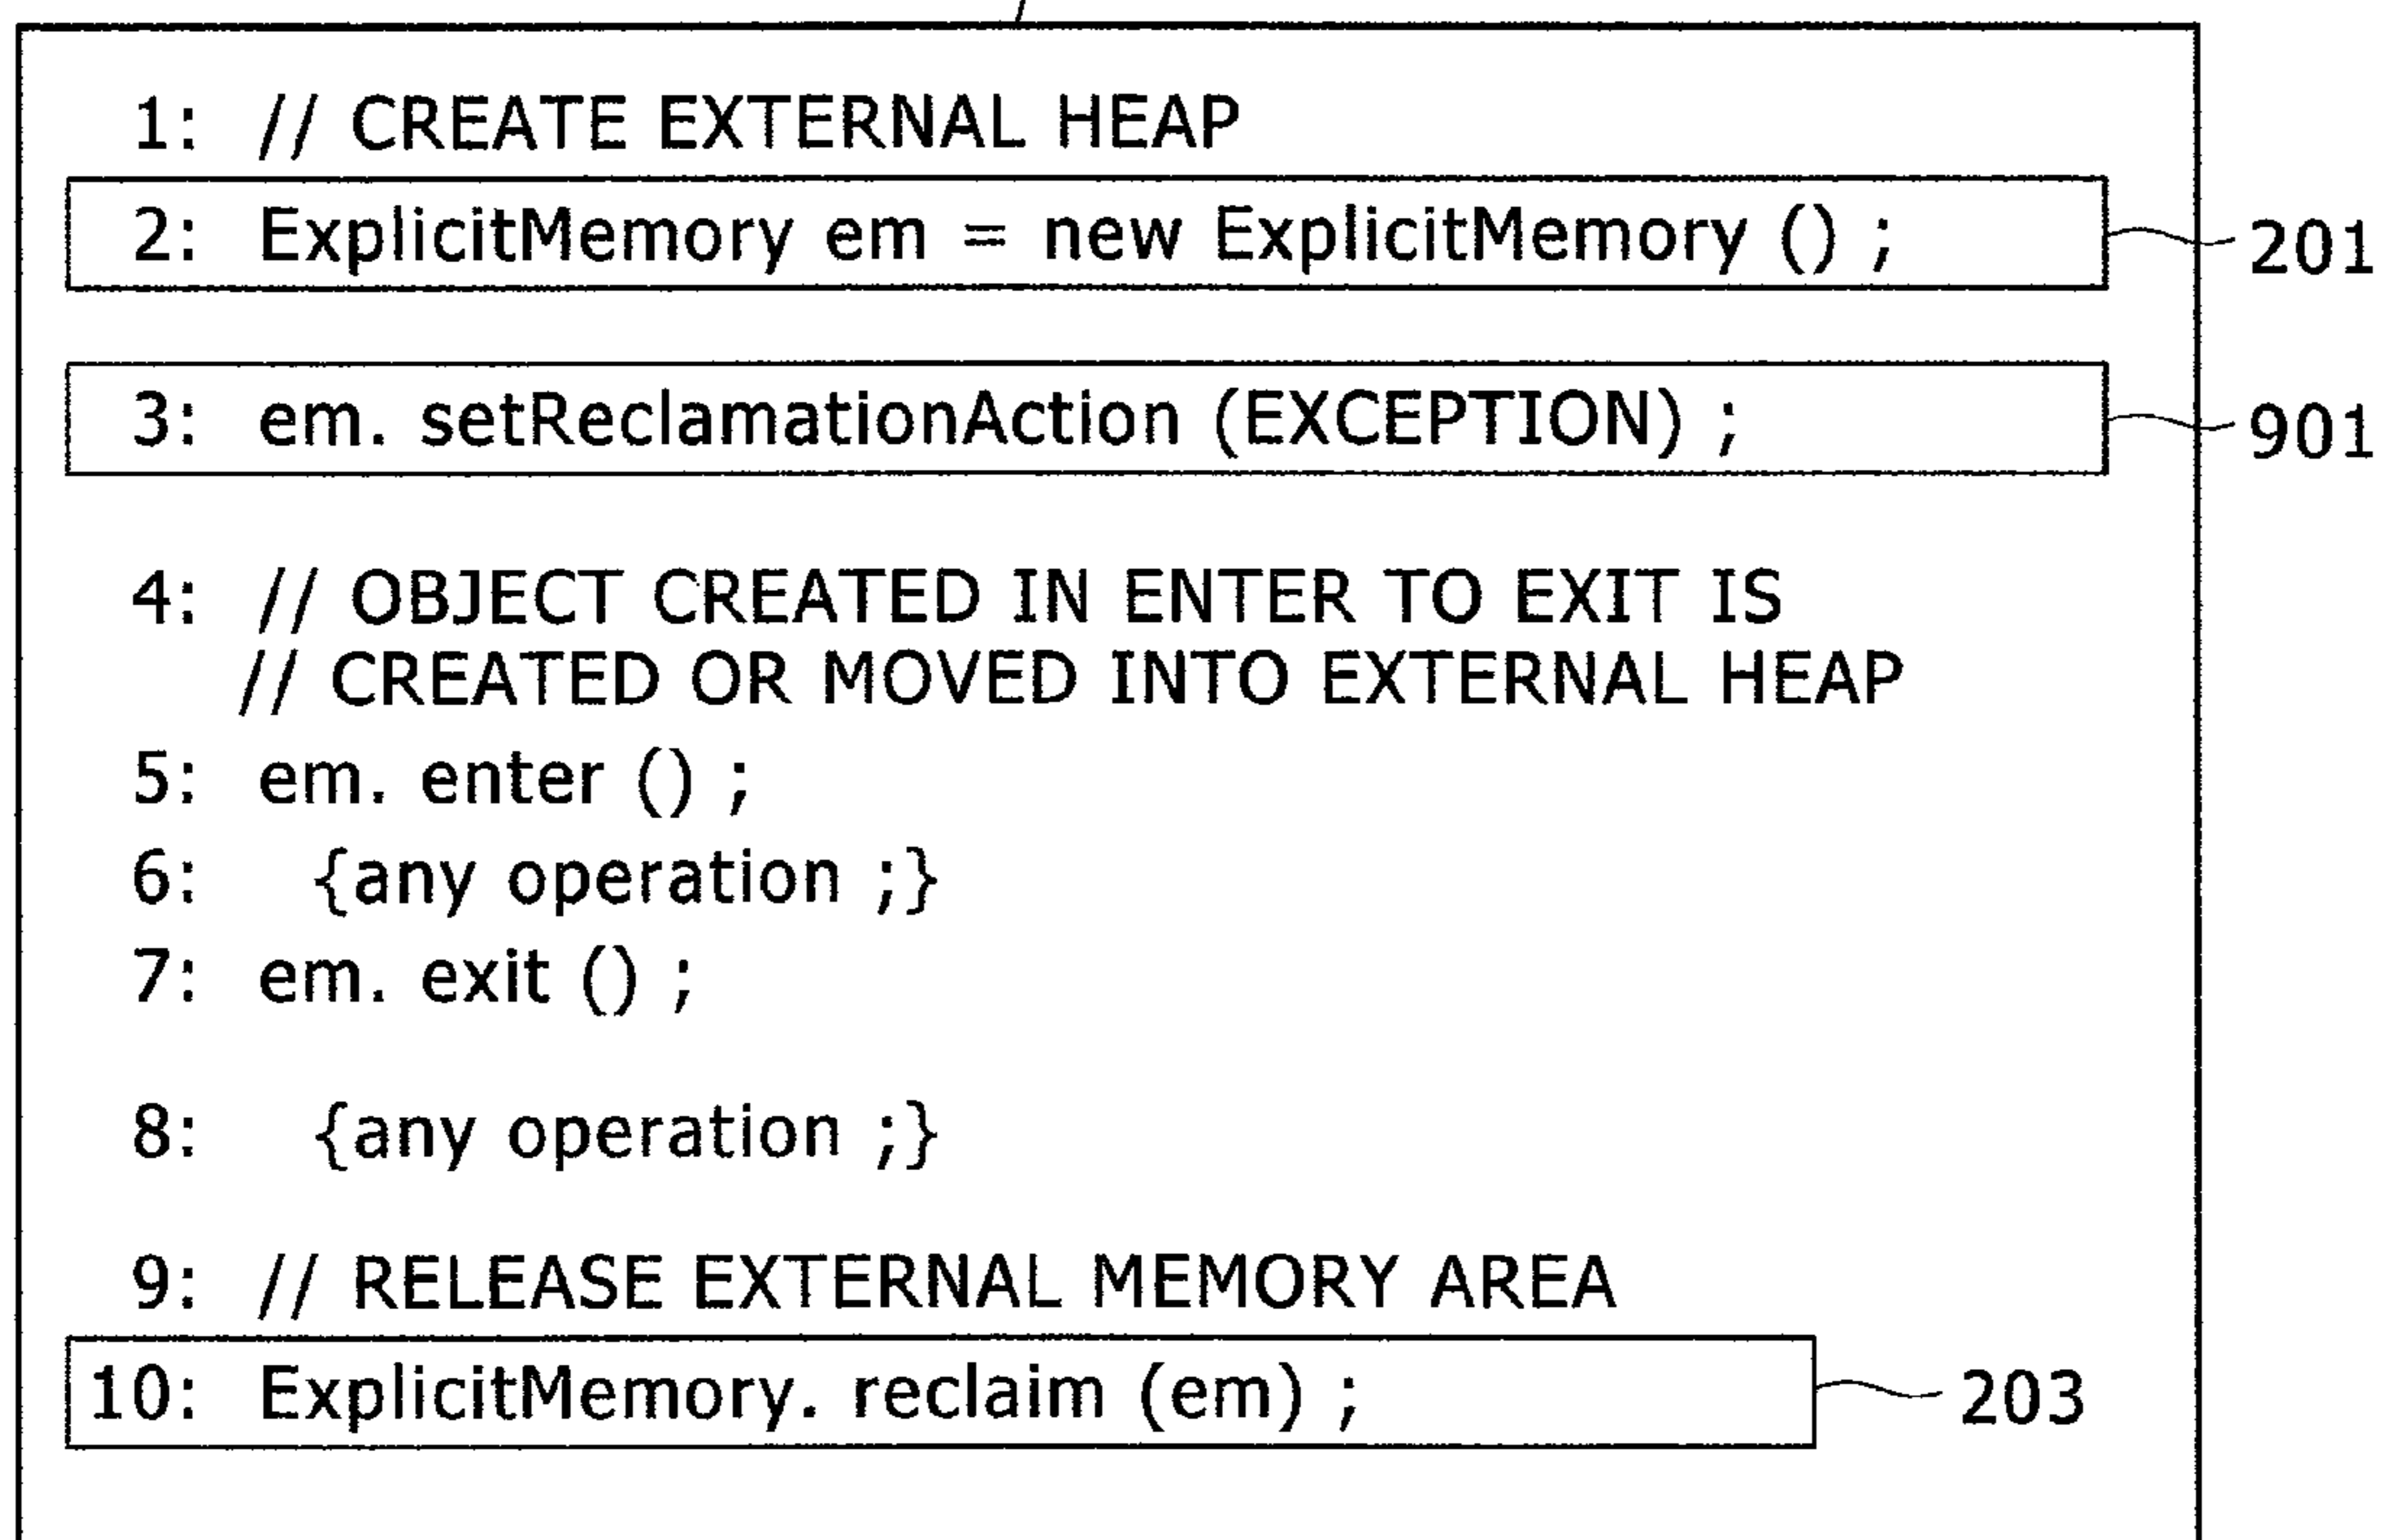 1: // CREATE EXTERNAL HEAP
2: ExplicitMemory em = new ExplicitMemory () ;
201
3: em. setReclamationAction (EXCEPTION) ;
901
4: // OBJECT CREATED IN ENTER TO EXIT IS
// CREATED OR MOVED INTO EXTERNAL HEAP
5: em. enter () ;
6: {any operation ;}
7: em. exit () ;
8: {any operation ;}
9: // RELEASE EXTERNAL MEMORY AREA
10: ExplicitMemory. reclaim (em) ;
203